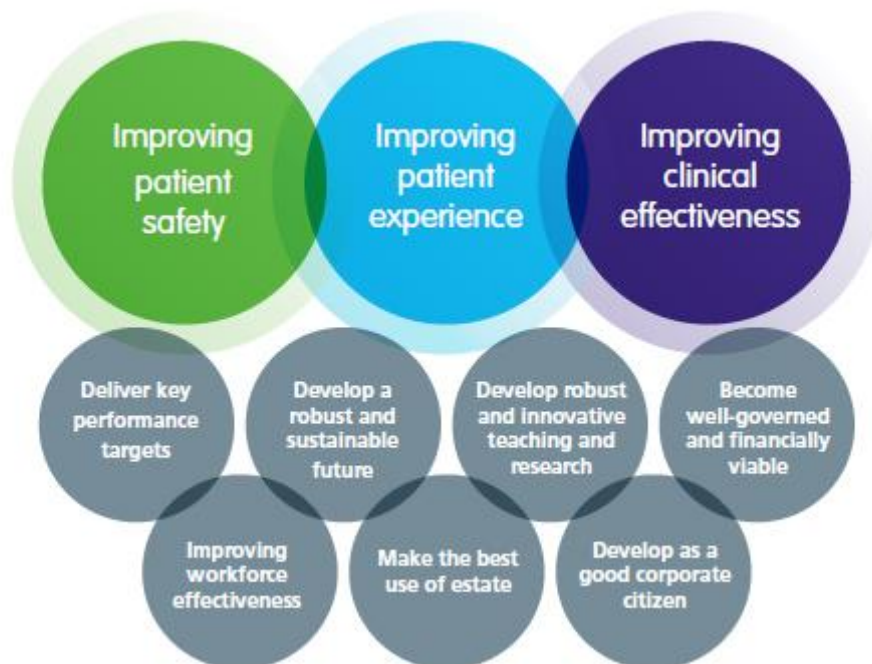 Improving
patient
safety
Improving
patient
experience
Improving
clinical
effectiveness
Deliver key
performance
targets
Develop a
robust and
sustainable
future
Develop robust
and innovative
teaching and
research
Become
well-governed
and financially
viable
Improving
workforce
effectiveness
Make the best
use of estate
Develop as a
good corporate
citizen